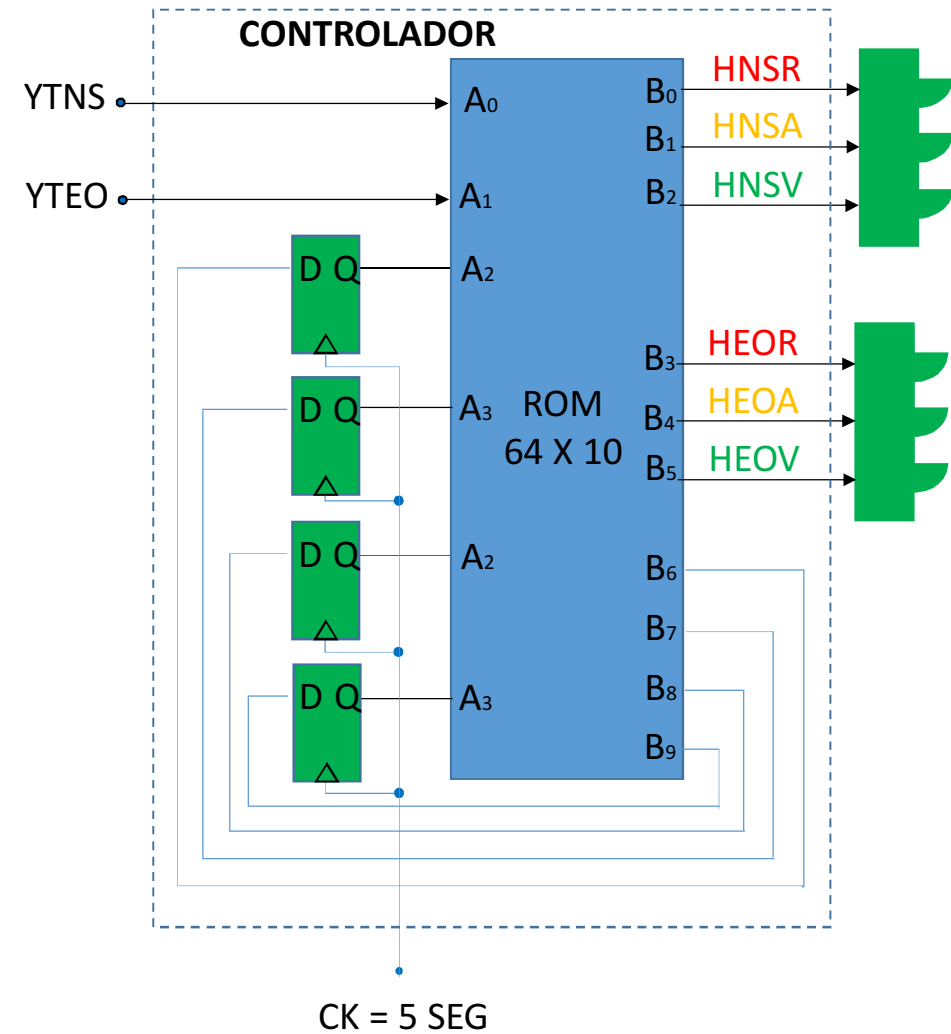 CONTROLADOR
YTNS
A0
B0
HNSR
B1
HNSA
YTEO
A1
B2
HNSV
D Q
A2
B3
HEOR
D Q
A3
ROM
64 X 10
B4
HEOA
B5
HEOV
D Q
A2
B6
B7
D Q
A3
B8
B9
CK = 5 SEG